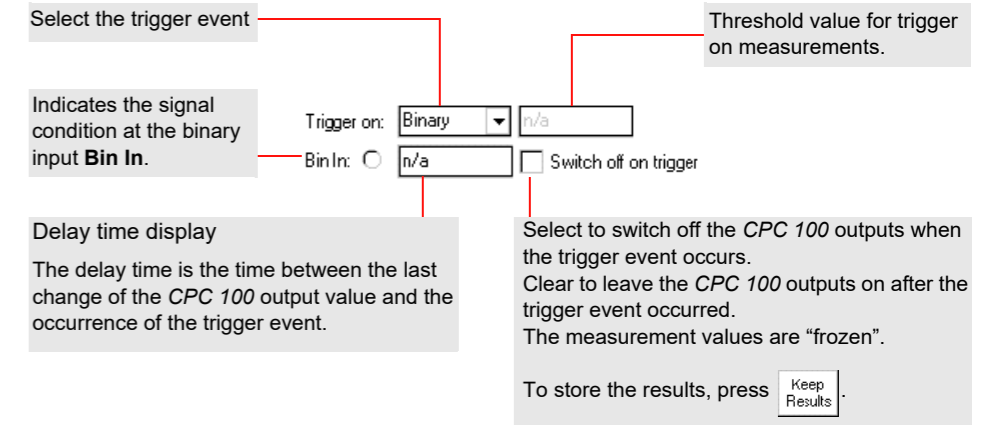 Select the trigger event
Threshold value for trigger
on measurements.
Indicates the signal
condition at the binary
input Bin In.
Trigger on: Binary n/a
Bin In: n/a Switch off on trigger
Delay time display
The delay time is the time between the last
change of the CPC 100 output value and the
occurrence of the trigger event.
Select to switch off the CPC 100 outputs when
the trigger event occurs.
Clear to leave the CPC 100 outputs on after the
trigger event occurred.
The measurement values are “frozen”.
To store the results, press Keep
Results.